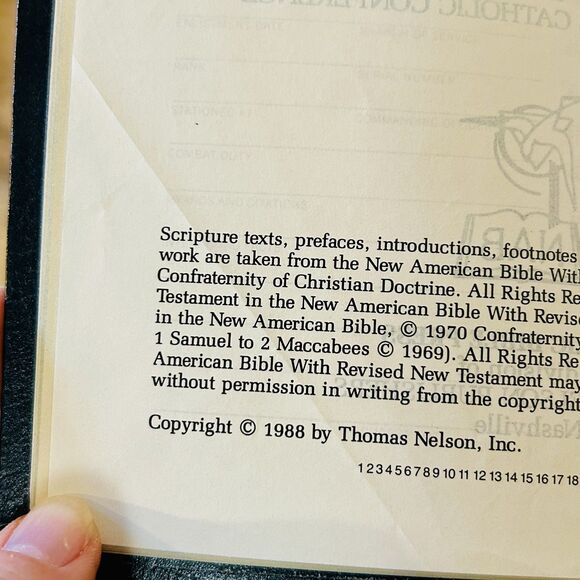 CATHOLIC CONFERENCE
Scripture texts, prefaces, introductions, footnotes
work are taken from the New American Bible With
Confraternity of Christian Doctrine. All Rights Re
Testament in the New American Bible With Revise
in the New American Bible, © 1970 Confraternity
1 Samuel to 2 Maccabees © 1969). All Rights Re
American Bible With Revised New Testament may
without permission in writing from the copyright
Nashville
Copyright © 1988 by Thomas Nelson, Inc.
1 2 3 4 5 6 7 8 9 10 11 12 13 14 15 16 17 18